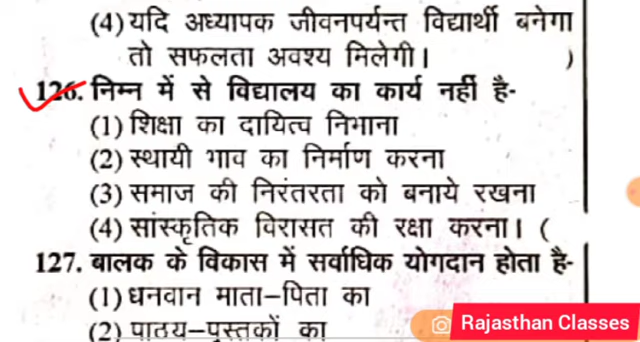 (4) यदि अध्यापक जीवनपर्यन्त विद्यार्थी बनेगा
तो सफलता अवश्य मिलेगी। )
126. निम्न में से विद्यालय का कार्य नहीं है-
(1) शिक्षा का दायित्व निभाना
(2) स्थायी भाव का निर्माण करना
(3) समाज की निरंतरता को बनाये रखना
(4) सांस्कृतिक विरासत की रक्षा करना। (
127. बालक के विकास में सर्वाधिक योगदान होता है-
(1) धनवान माता-पिता का
(2) पाठ्य-पुस्तकों का
Rajasthan Classes